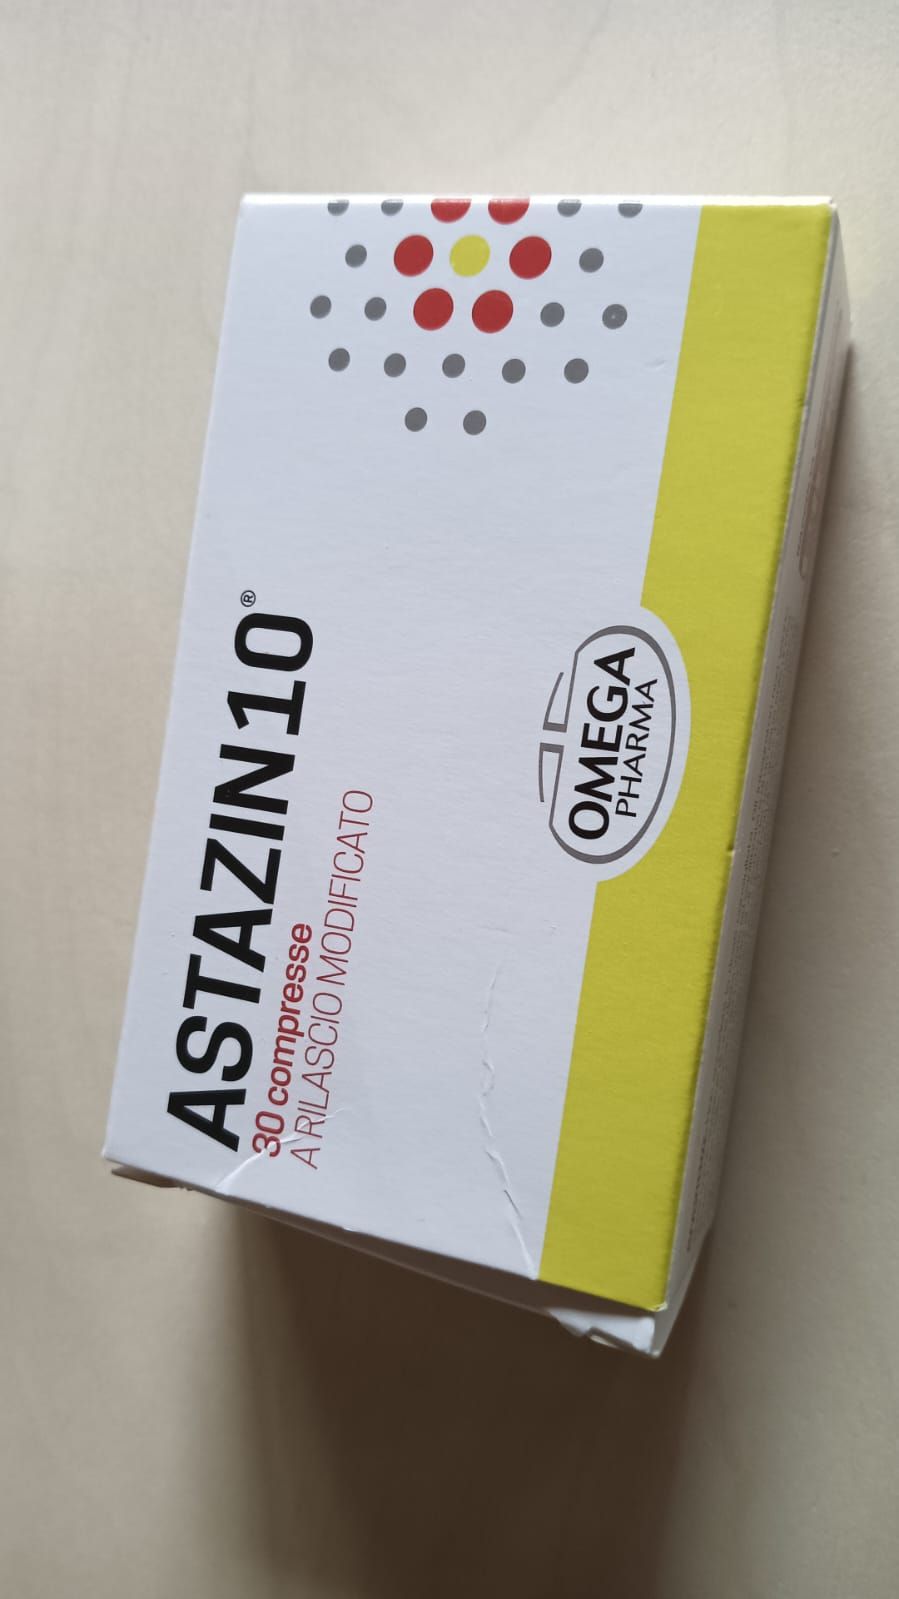 ASTAZIN10®
30 compresse
A RILASCIO MODIFICATO
OMEGA
PHARMA